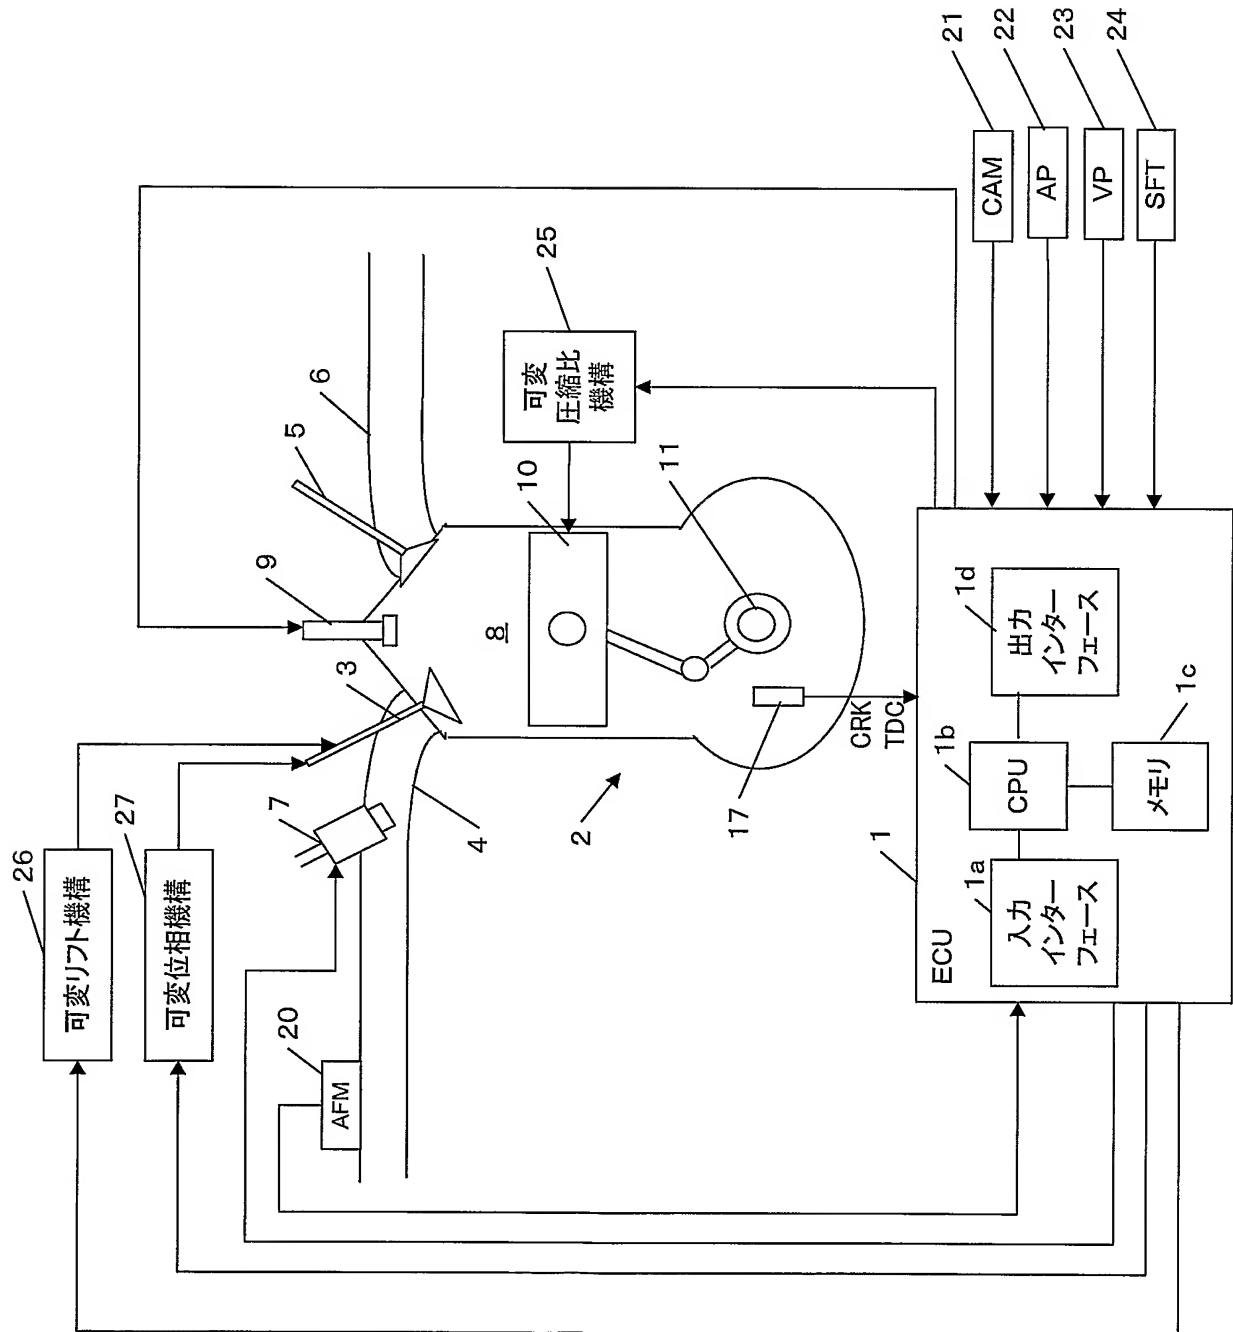 26
可変リフト機構
27
可変位相機構
20
AFM
7
3
9
5
6
4
2
8
10
25
可変
圧縮比
機構
11
17
CRK
TDC
1
ECU
1a
入力
インター
フェース
1b
CPU
1c
メモリ
1d
出力
インター
フェース
21
CAM
22
AP
23
VP
24
SFT